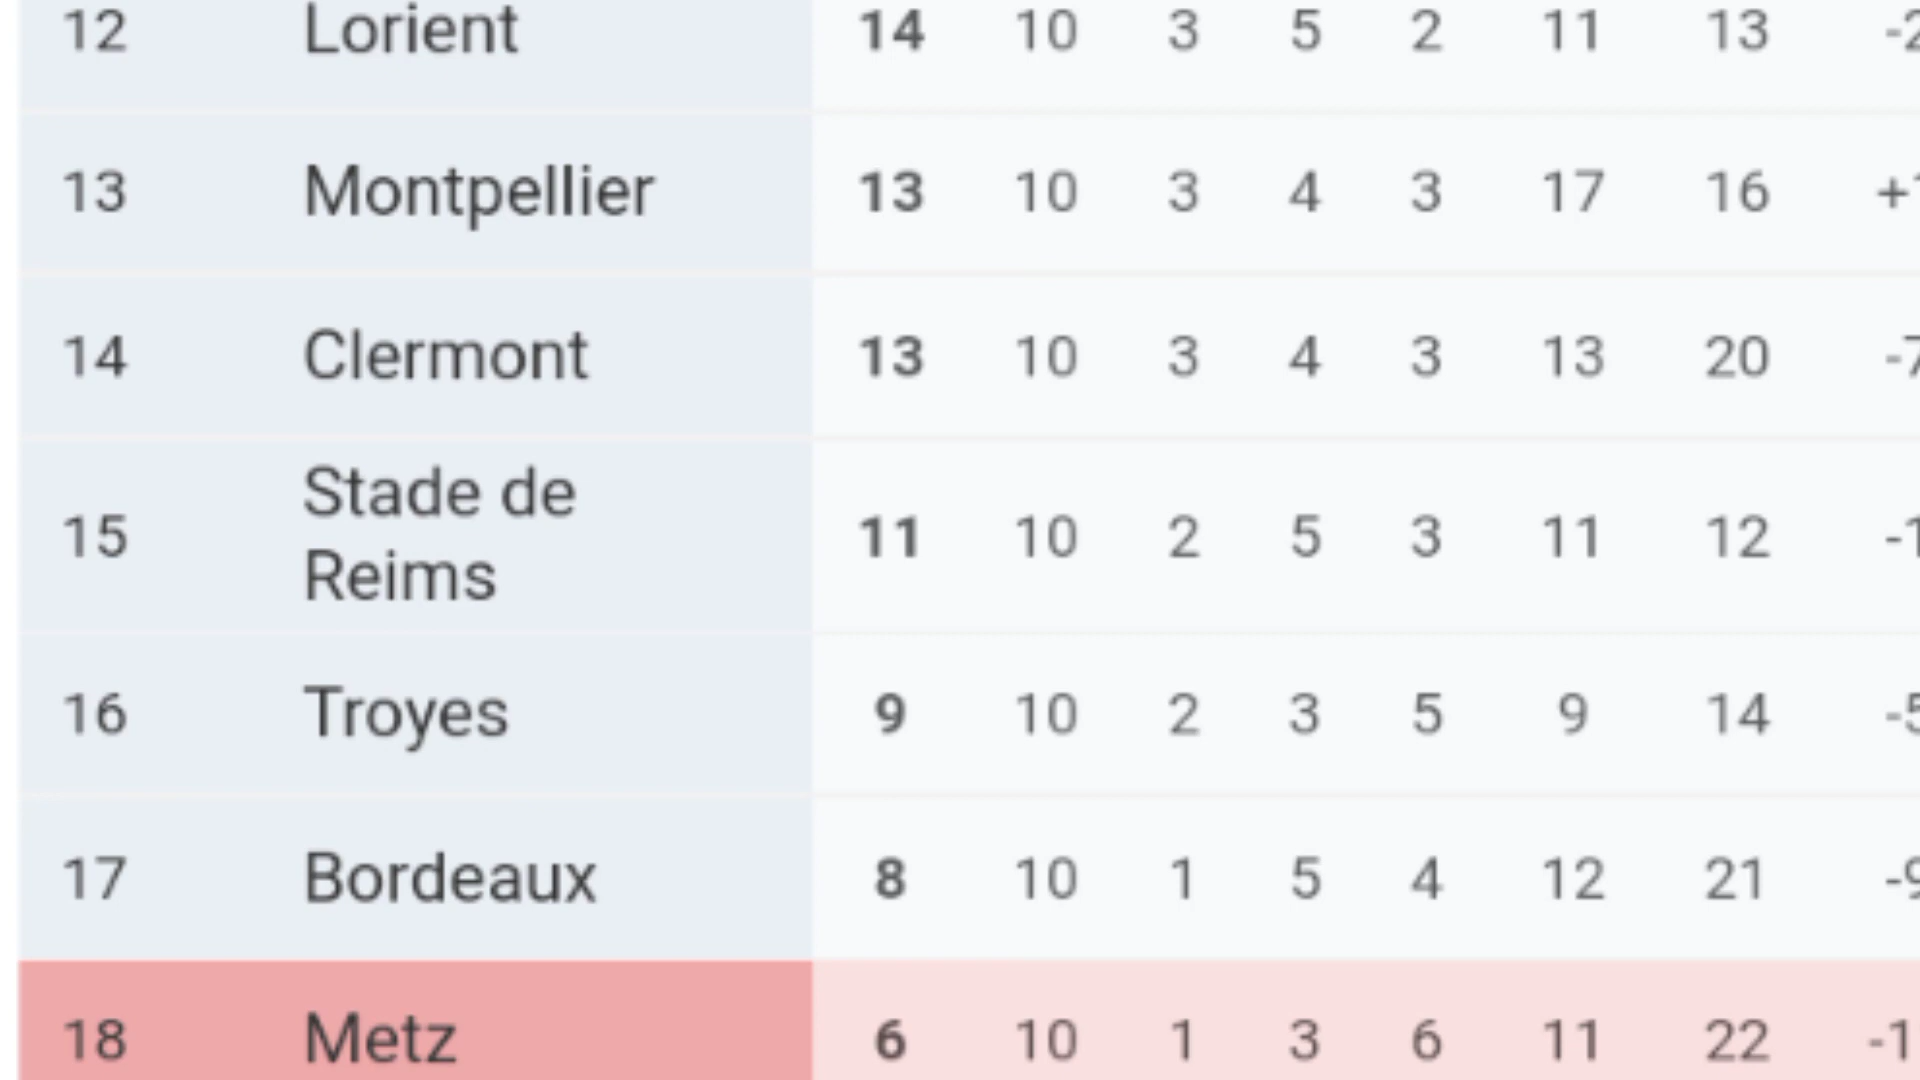 12 Lorient 14 10 3 5 2 11 13 -2
13 Montpellier 13 10 3 4 3 17 16 +1
14 Clermont 13 10 3 4 3 13 20 -7
15 Stade de Reims 11 10 2 5 3 11 12 -1
16 Troyes 9 10 2 3 5 9 14 -5
17 Bordeaux 8 10 1 5 4 12 21 -9
18 Metz 6 10 1 3 6 11 22 -1